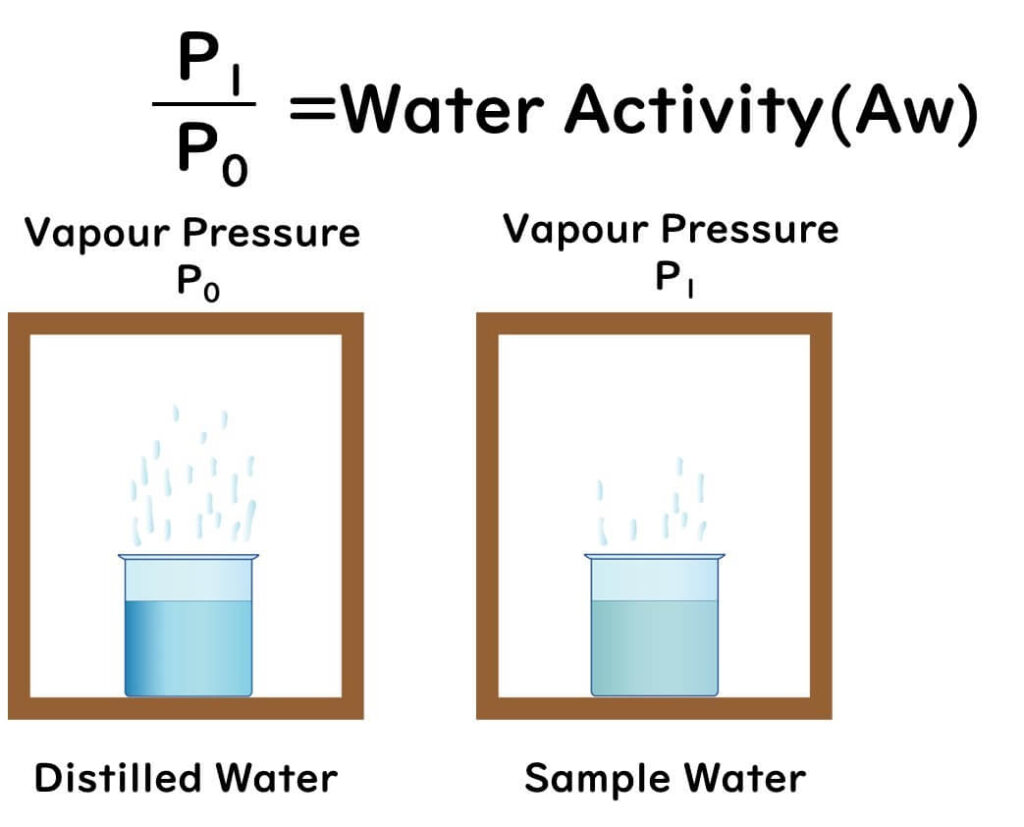 P1
=Water Activity(Aw)
P0
Vapour Pressure
P0
Vapour Pressure
P1
Distilled Water
Sample Water